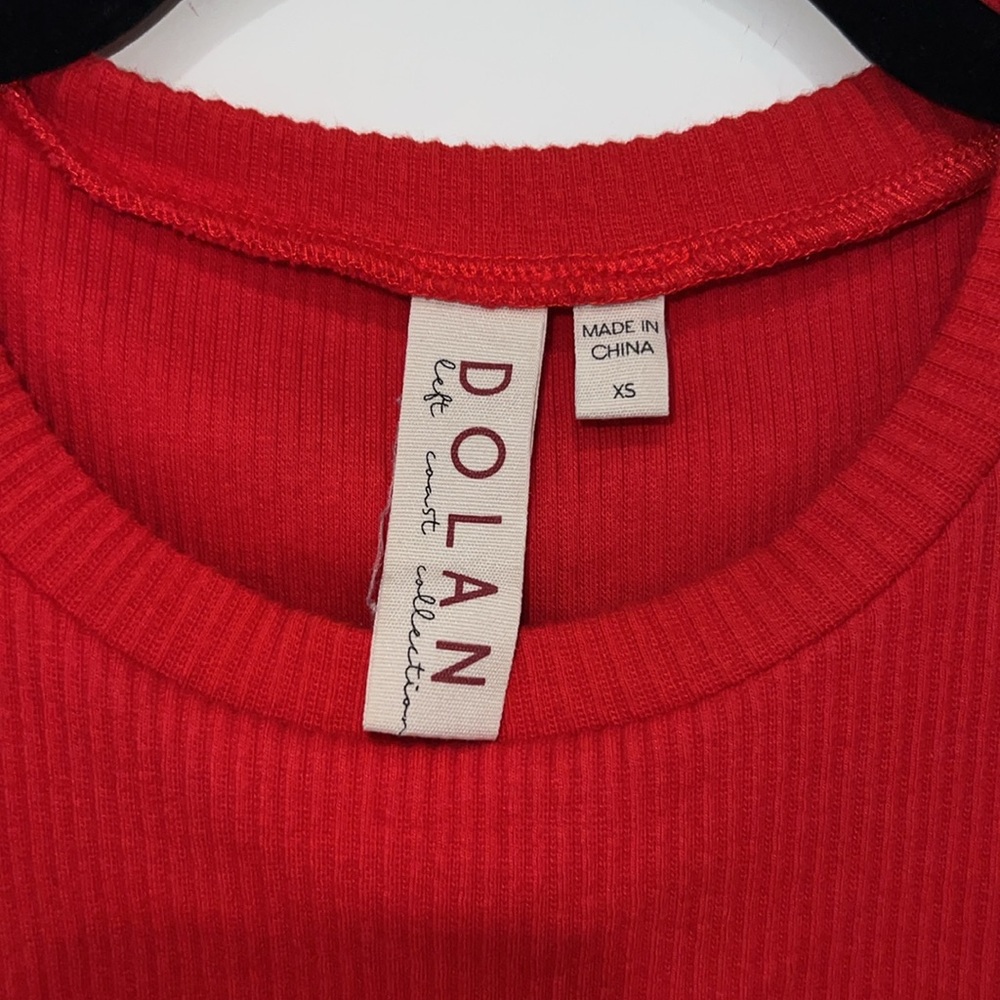 DOLAN
left coast collection
MADE IN
CHINA
XS